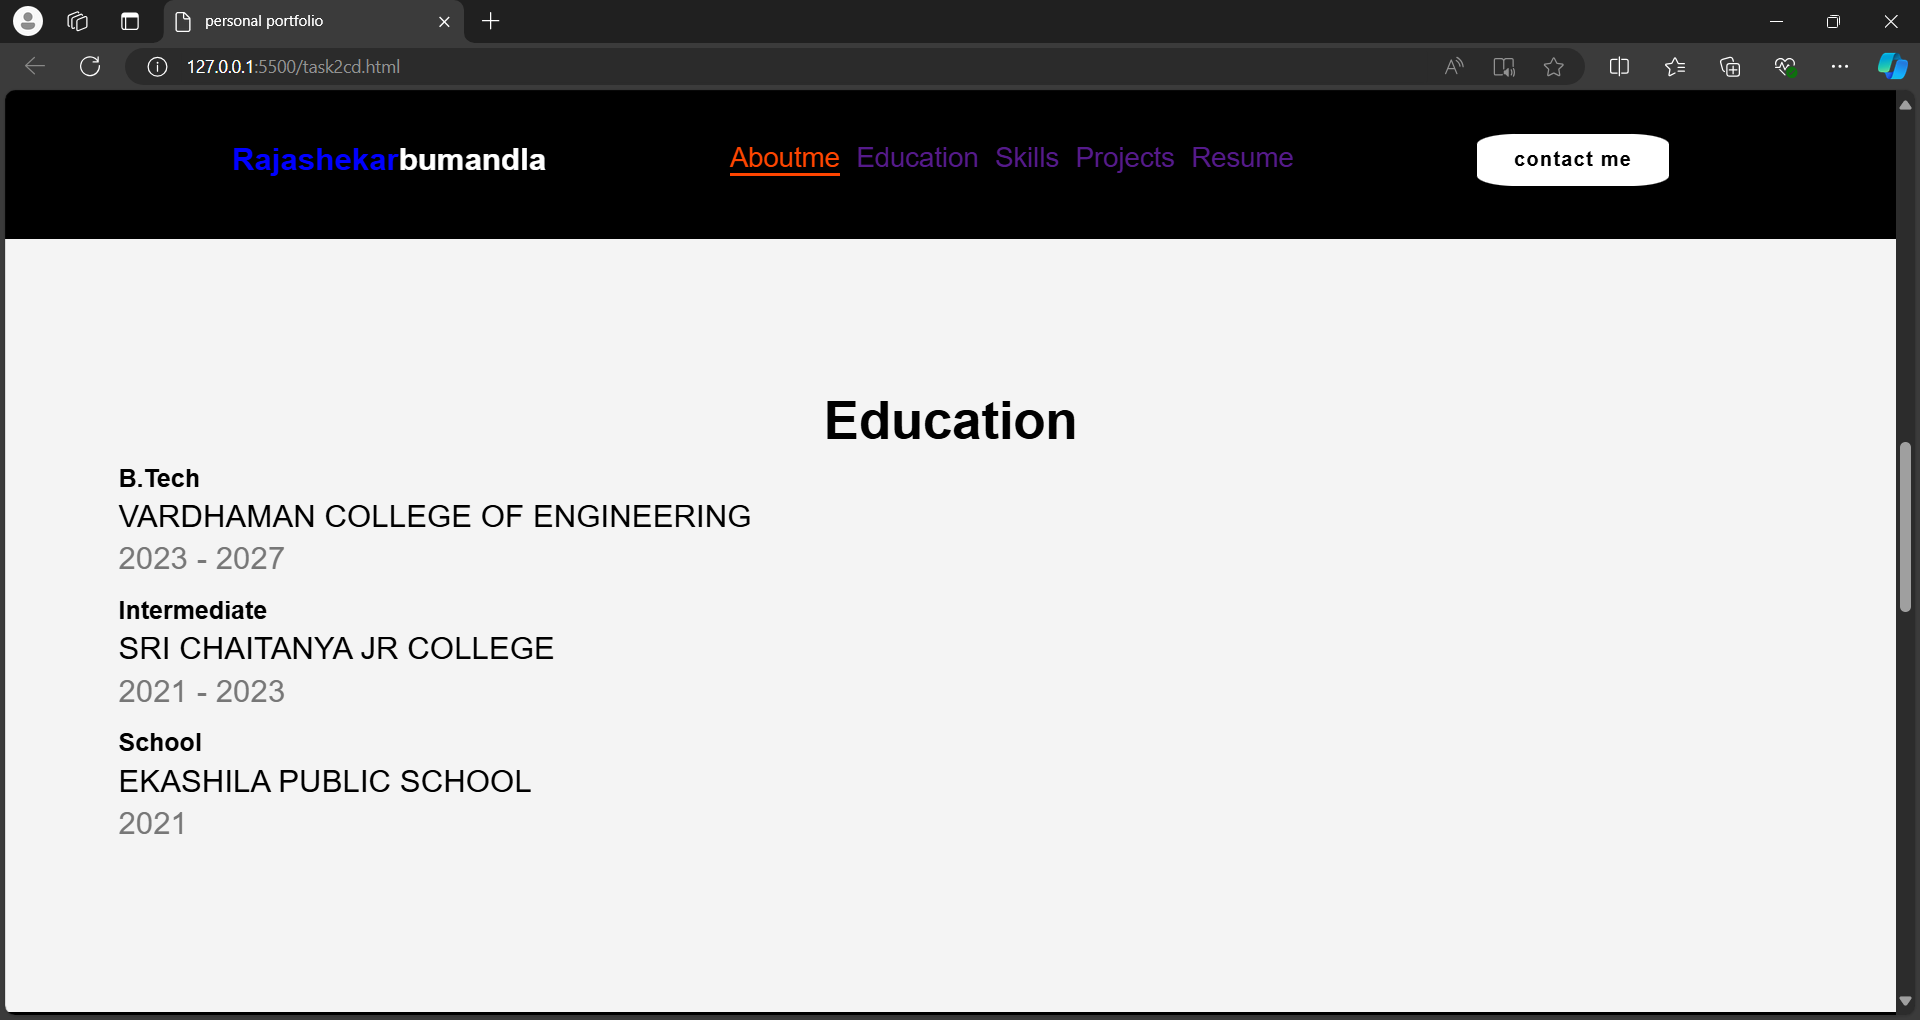 personal portfolio
127.0.0.1:5500/task2cd.html
Rajashekarbumandla
Aboutme Education Skills Projects Resume
contact me
Education
B.Tech
VARDHAMAN COLLEGE OF ENGINEERING
2023 - 2027
Intermediate
SRI CHAITANYA JR COLLEGE
2021 - 2023
School
EKASHILA PUBLIC SCHOOL
2021